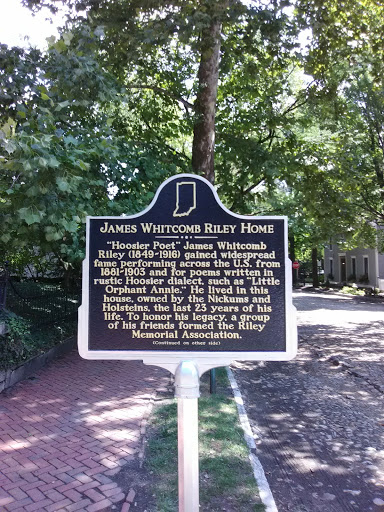 JAMES WHITCOMB RILEY HOME
"Hoosier Poet" James Whitcomb
Riley (1849-1916) gained widespread
fame performing across the U.S. from
1881-1903 and for poems written in
rustic Hoosier dialect, such as "Little
Orphant Annie." He lived in this
house, owned by the Nickums and
Holsteins, the last 23 years of his
life. To honor his legacy, a group
of his friends formed the Riley
Memorial Association.
(Continued on other side)